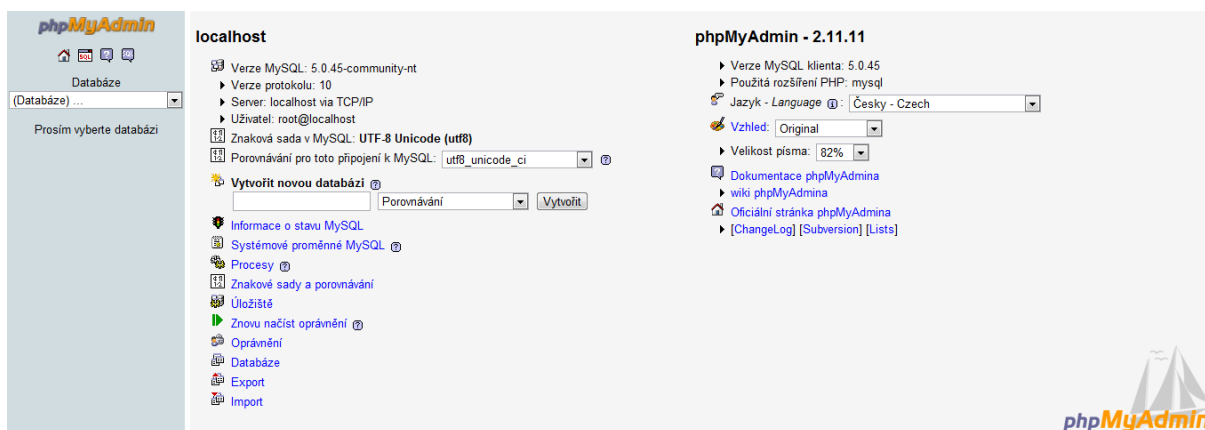 phpMyAdmin
Databáze
(Databáze) ...
Prosím vyberte databázi
localhost
Verze MySQL: 5.0.45-community-nt
Verze protokolu: 10
Server: localhost via TCP/IP
Uživatel: root@localhost
Znaková sada v MySQL: UTF-8 Unicode (utf8)
Porovnávání pro toto připojení k MySQL: utf8_unicode_ci
Vytvořit novou databázi
Porovnávání Vytvořit
Informace o stavu MySQL
Systémové proměnné MySQL
Procesy
Znakové sady a porovnávání
Úložiště
Znovu načíst oprávnění
Oprávnění
Databáze
Export
Import
phpMyAdmin - 2.11.11
Verze MySQL klienta: 5.0.45
Použitá rozšíření PHP: mysql
Jazyk - Language : Česky - Czech
Vzhled: Original
Velikost písma: 82%
Dokumentace phpMyAdmina
wiki phpMyAdmina
Oficiální stránka phpMyAdmina
[ChangeLog] [Subversion] [Lists]
phpMyAdmin